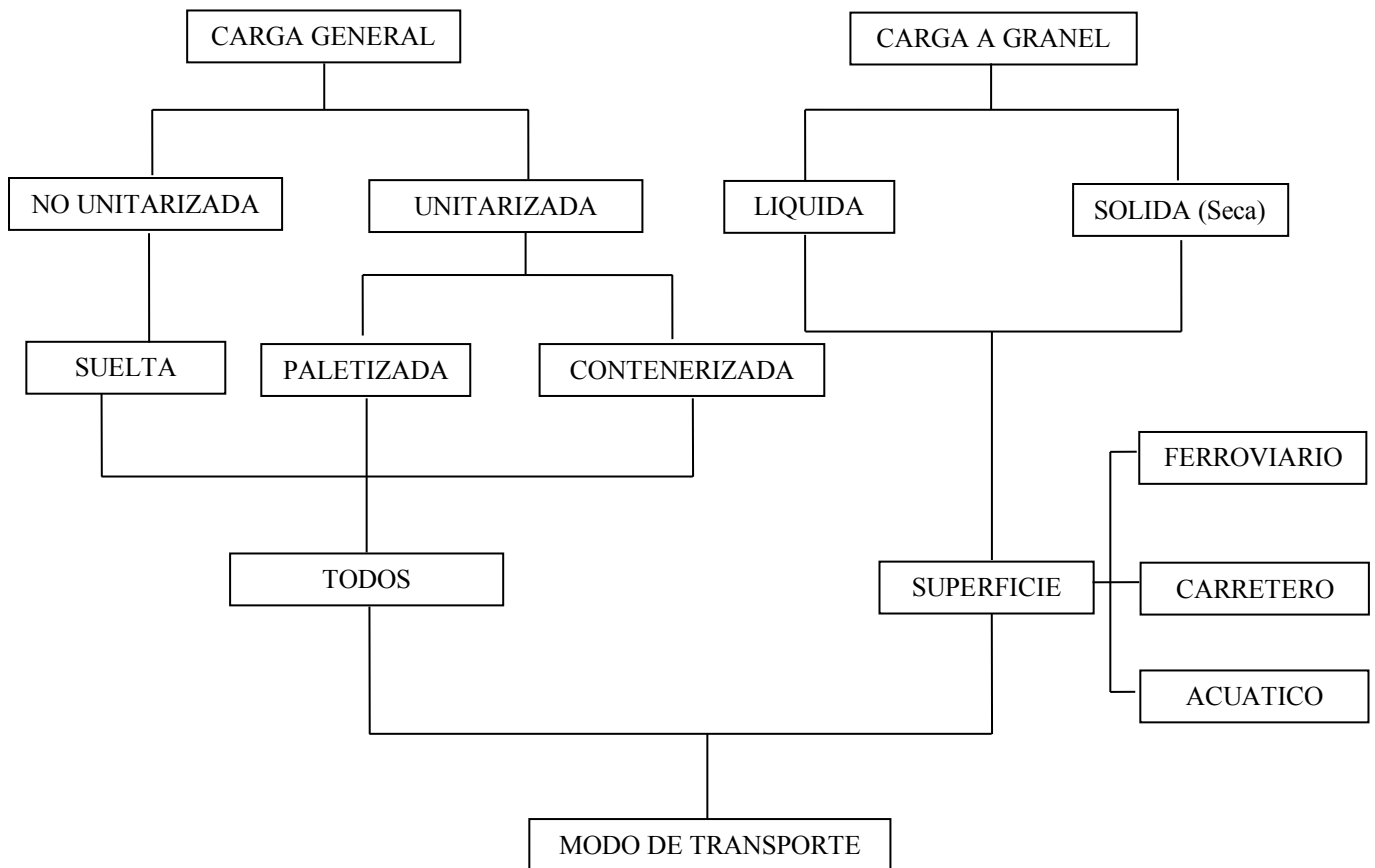 CARGA GENERAL
CARGA A GRANEL
NO UNITARIZADA
UNITARIZADA
LIQUIDA
SOLIDA (Seca)
SUELTA
PALETIZADA
CONTENERIZADA
FERROVIARIO
TODOS
SUPERFICIE
CARRETERO
ACUATICO
MODO DE TRANSPORTE